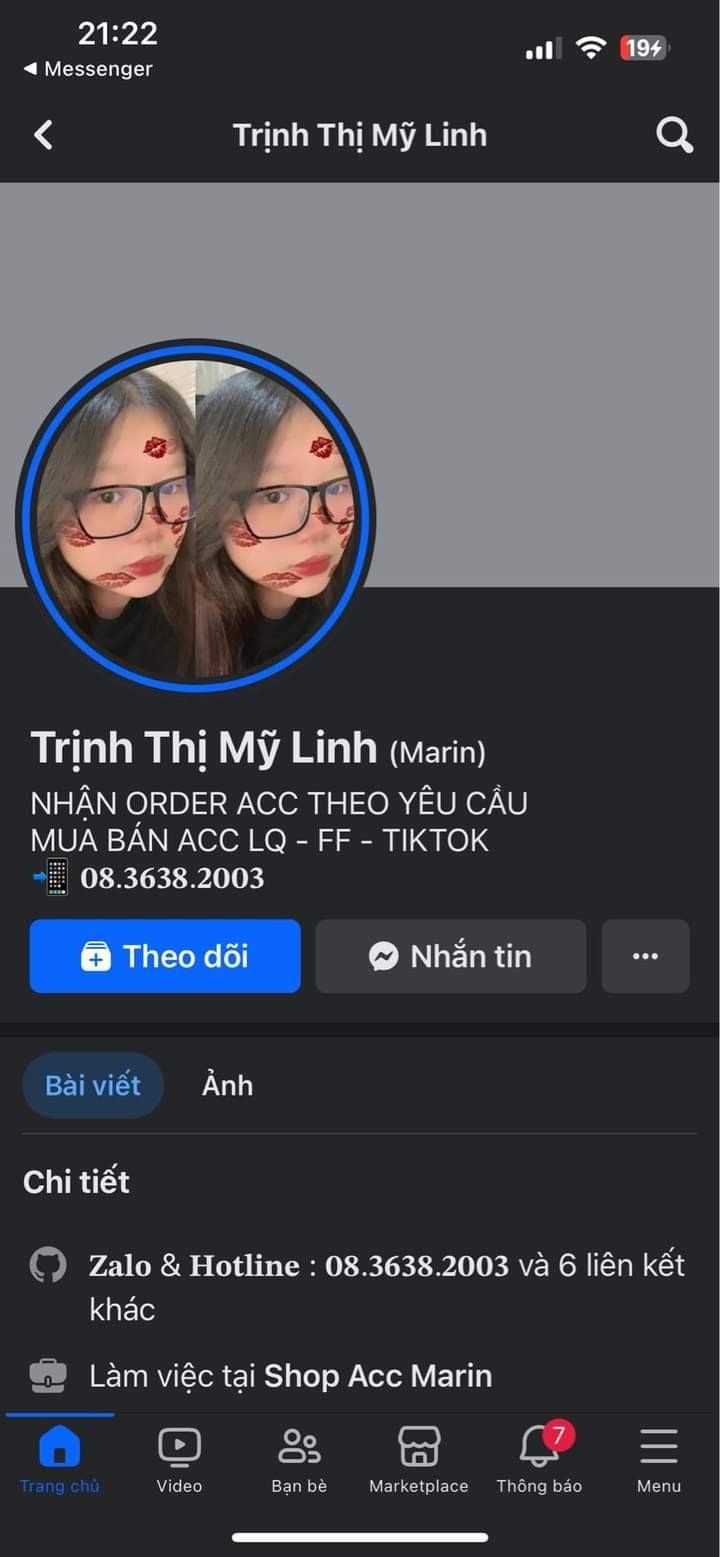 21:22
Messenger
19
Trịnh Thị Mỹ Linh
Trịnh Thị Mỹ Linh (Marin)
NHẬN ORDER ACC THEO YÊU CẦU
MUA BÁN ACC LQ - FF - TIKTOK
📲 08.3638.2003
Theo dõi
Nhắn tin
Bài viết
Ảnh
Chi tiết
Zalo & Hotline : 08.3638.2003 và 6 liên kết
khác
Làm việc tại Shop Acc Marin
7
Trang chủ
Video
Bạn bè
Marketplace
Thông báo
Menu